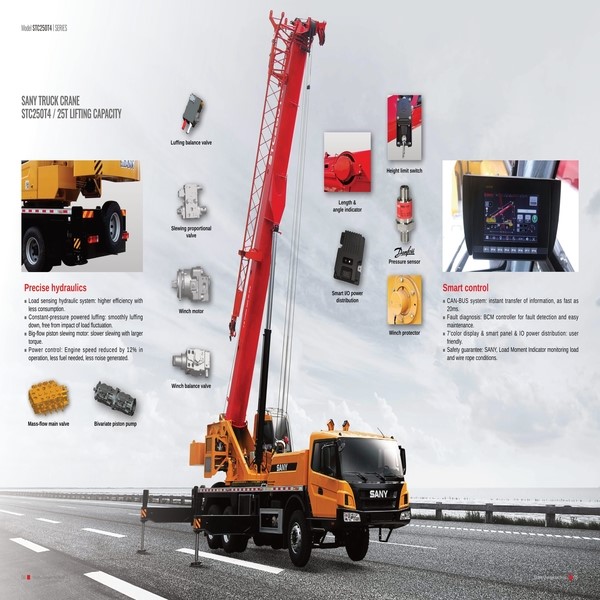 Model STC250T4 | SERIES
SANY TRUCK CRANE
STC250T4 / 25T LIFTING CAPACITY
Luffing balance valve
Height limit switch
Length &
angle indicator
Slewing proportional
valve
Danfoss
Pressure sensor
Smart I/O power
distribution
Winch motor
Winch protector
Winch balance valve
Precise hydraulics
Load sensing hydraulic system: higher efficiency with
less consumption.
Constant-pressure powered luffing: smoothly luffing
down, free from impact of load fluctuation.
Big-flow piston slewing motor: slower slewing with larger
torque.
Power control: Engine speed reduced by 12% in
operation, less fuel needed, less noise generated.
Mass-flow main valve
Bivariate piston pump
Smart control
CAN-BUS system: instant transfer of information, as fast as
20ms.
Fault diagnosis: BCM controller for fault detection and easy
maintenance.
7"color display & smart panel & IO power distribution: user
friendly.
Safety guarantee: SANY, Load Moment Indicator monitoring load
and wire rope conditions.
SANY
SANY